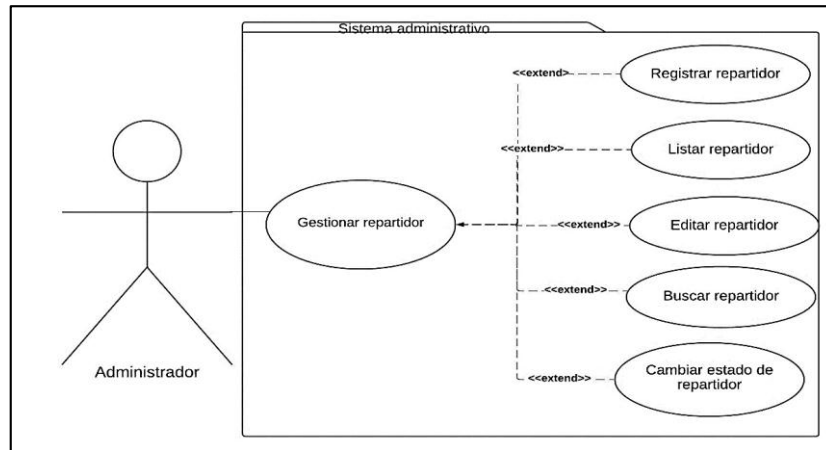 Sistema administrativo
<<extend>
Registrar repartidor
<<extend>>
Listar repartidor
Gestionar repartidor
<<extend>>
Editar repartidor
<<extend>>
Buscar repartidor
<<extend>>
Cambiar estado de
repartidor
Administrador